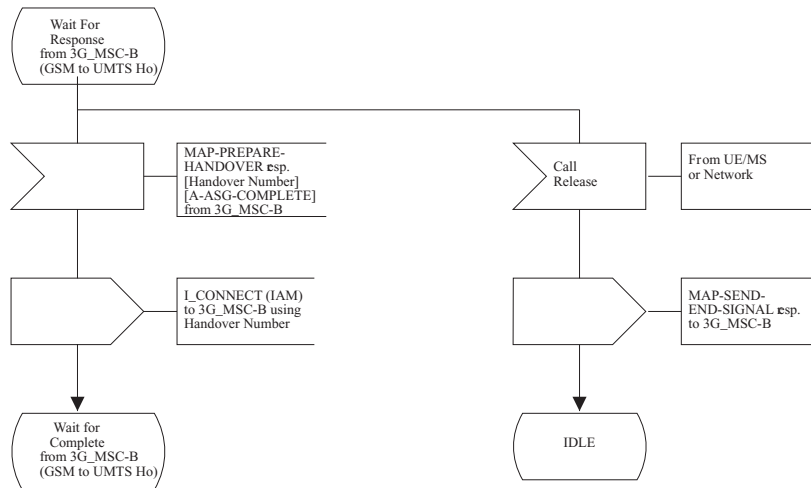 Wait For
Response
from 3G_MSC-B
(GSM to UMTS Ho)
MAP-PREPARE-
HANDOVER resp.
[Handover Number]
[A-ASG-COMPLETE]
from 3G_MSC-B
Call
Release
From UE/MS
or Network
I_CONNECT (IAM)
to 3G_MSC-B using
Handover Number
MAP-SEND-
END-SIGNAL resp.
to 3G_MSC-B
Wait for
Complete
from 3G_MSC-B
(GSM to UMTS Ho)
IDLE